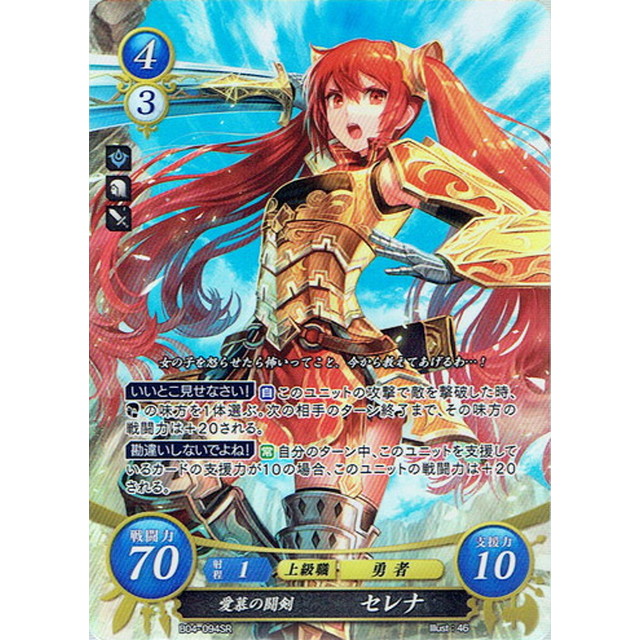 4
3
女の子を怒らせたら怖いってこと、今から教えてあげるわ…!
いいとこ見せなさい! 自 このユニットの攻撃で敵を撃破した時、
の味方を1体選ぶ。次の相手のターン終了まで、その味方の
戦闘力は+20される。
勘違いしないでよね! 常 自分のターン中、このユニットを支援して
いるカードの支援力が10の場合、このユニットの戦闘力は+20
される。
戦闘力
70
射程 1
上級職
勇者
支援力
10
愛慕の闘剣 セレナ
B04-094SR
Illust:46